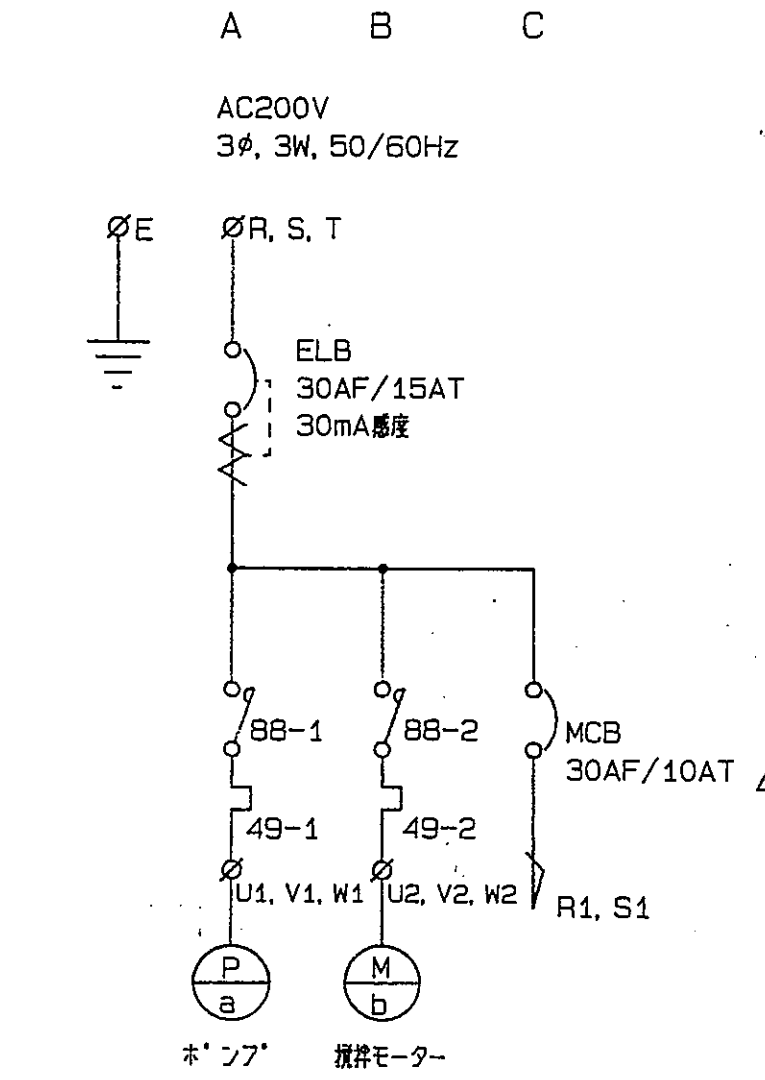 A B C
AC200V
3φ, 3W, 50/60Hz
E
R, S, T
ELB
30AF/15AT
30mA感度
88-1
88-2
MCB
30AF/10AT
49-1
49-2
U1, V1, W1
U2, V2, W2
R1, S1
P
a
M
b
ポンプ
撹拌モーター